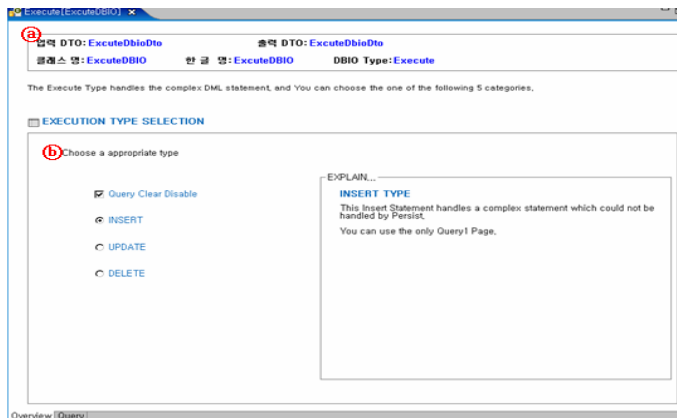 Execute[ExcuteDBIO]
ⓐ
입력 DTO: ExcuteDbioDto 출력 DTO: ExcuteDbioDto
클래스 명: ExcuteDBIO 한 글 명: ExcuteDBIO DBIO Type: Execute
The Execute Type handles the complex DML statement, and You can choose the one of the following 5 categories,
EXECUTION TYPE SELECTION
ⓑ Choose a appropriate type
Query Clear Disable
INSERT
UPDATE
DELETE
EXPLAIN...
INSERT TYPE
This Insert Statement handles a complex statement which could not be
handled by Persist,
You can use the only Query1 Page,
Overview Query